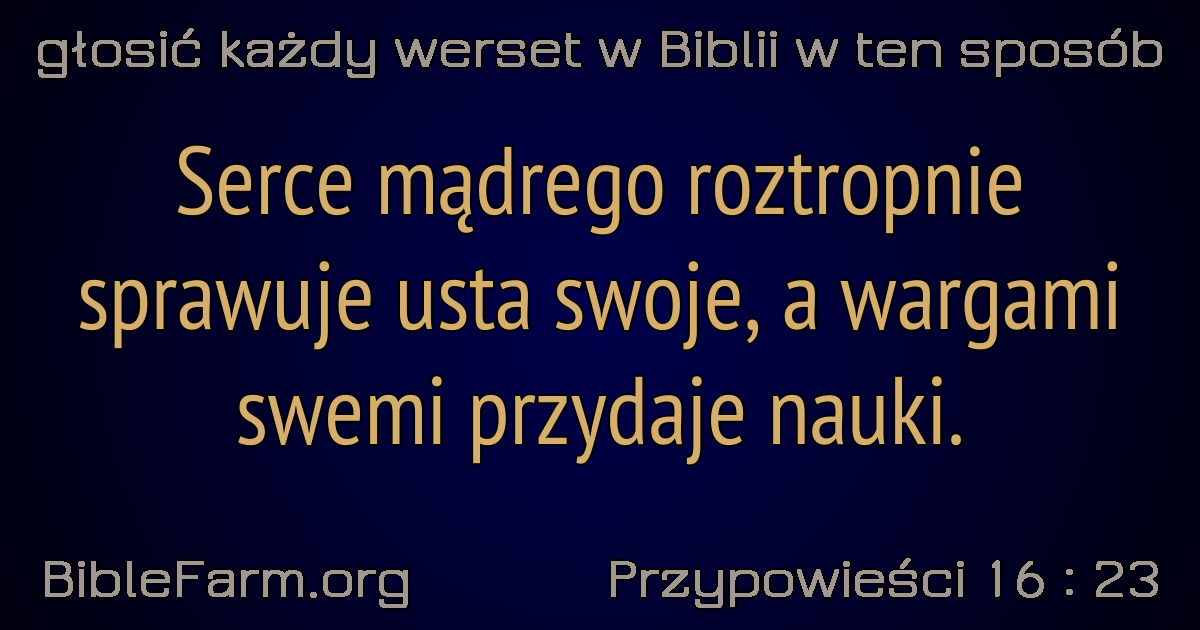 głosić każdy werset w Biblii w ten sposób
Serce mądrego roztropnie
sprawuje usta swoje, a wargami
swemi przydaje nauki.
BibleFarm.org
Przypowieści 16 : 23